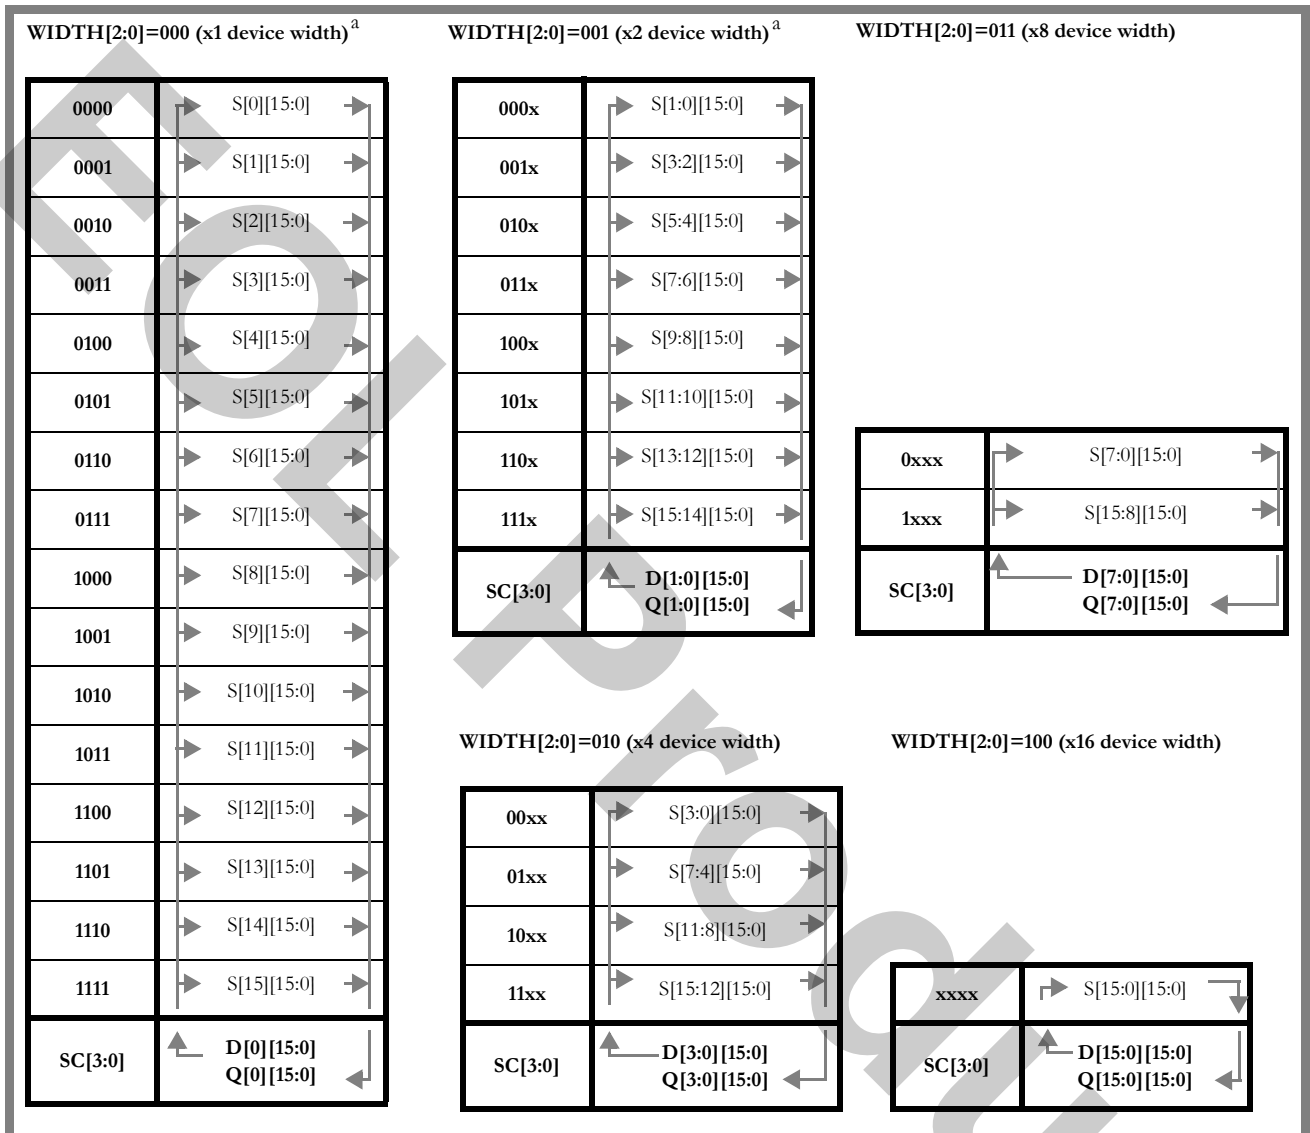 WIDTH[2:0]=000 (x1 device width)a
0000 S[0][15:0]
0001 S[1][15:0]
0010 S[2][15:0]
0011 S[3][15:0]
0100 S[4][15:0]
0101 S[5][15:0]
0110 S[6][15:0]
0111 S[7][15:0]
1000 S[8][15:0]
1001 S[9][15:0]
1010 S[10][15:0]
1011 S[11][15:0]
1100 S[12][15:0]
1101 S[13][15:0]
1110 S[14][15:0]
1111 S[15][15:0]
SC[3:0] D[0][15:0]
Q[0][15:0]
WIDTH[2:0]=001 (x2 device width)a
000x S[1:0][15:0]
001x S[3:2][15:0]
010x S[5:4][15:0]
011x S[7:6][15:0]
100x S[9:8][15:0]
101x S[11:10][15:0]
110x S[13:12][15:0]
111x S[15:14][15:0]
SC[3:0] D[1:0][15:0]
Q[1:0][15:0]
WIDTH[2:0]=011 (x8 device width)
0xxx S[7:0][15:0]
1xxx S[15:8][15:0]
SC[3:0] D[7:0][15:0]
Q[7:0][15:0]
WIDTH[2:0]=010 (x4 device width)
00xx S[3:0][15:0]
01xx S[7:4][15:0]
10xx S[11:8][15:0]
11xx S[15:12][15:0]
SC[3:0] D[3:0][15:0]
Q[3:0][15:0]
WIDTH[2:0]=100 (x16 device width)
xxxx S[15:0][15:0]
SC[3:0] D[15:0][15:0]
Q[15:0][15:0]
EOL Produ